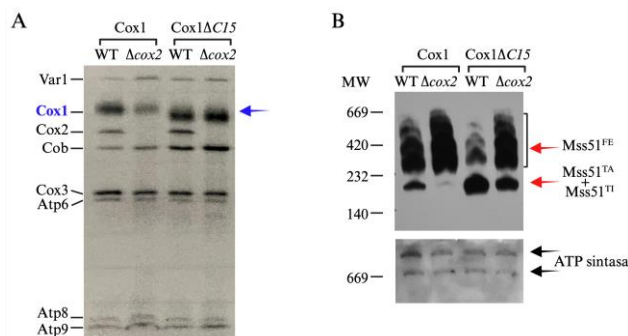 A
Cox1
Cox1ΔC15
WT Δcox2 WT Δcox2
Var1
Cox1
Cox2
Cob
Cox3
Atp6
Atp8
Atp9
B
Cox1
Cox1ΔC15
MW
WT Δcox2 WT Δcox2
669
420
232
140
Mss51FE
Mss51TA
+
Mss51TI
669
ATP sintasa